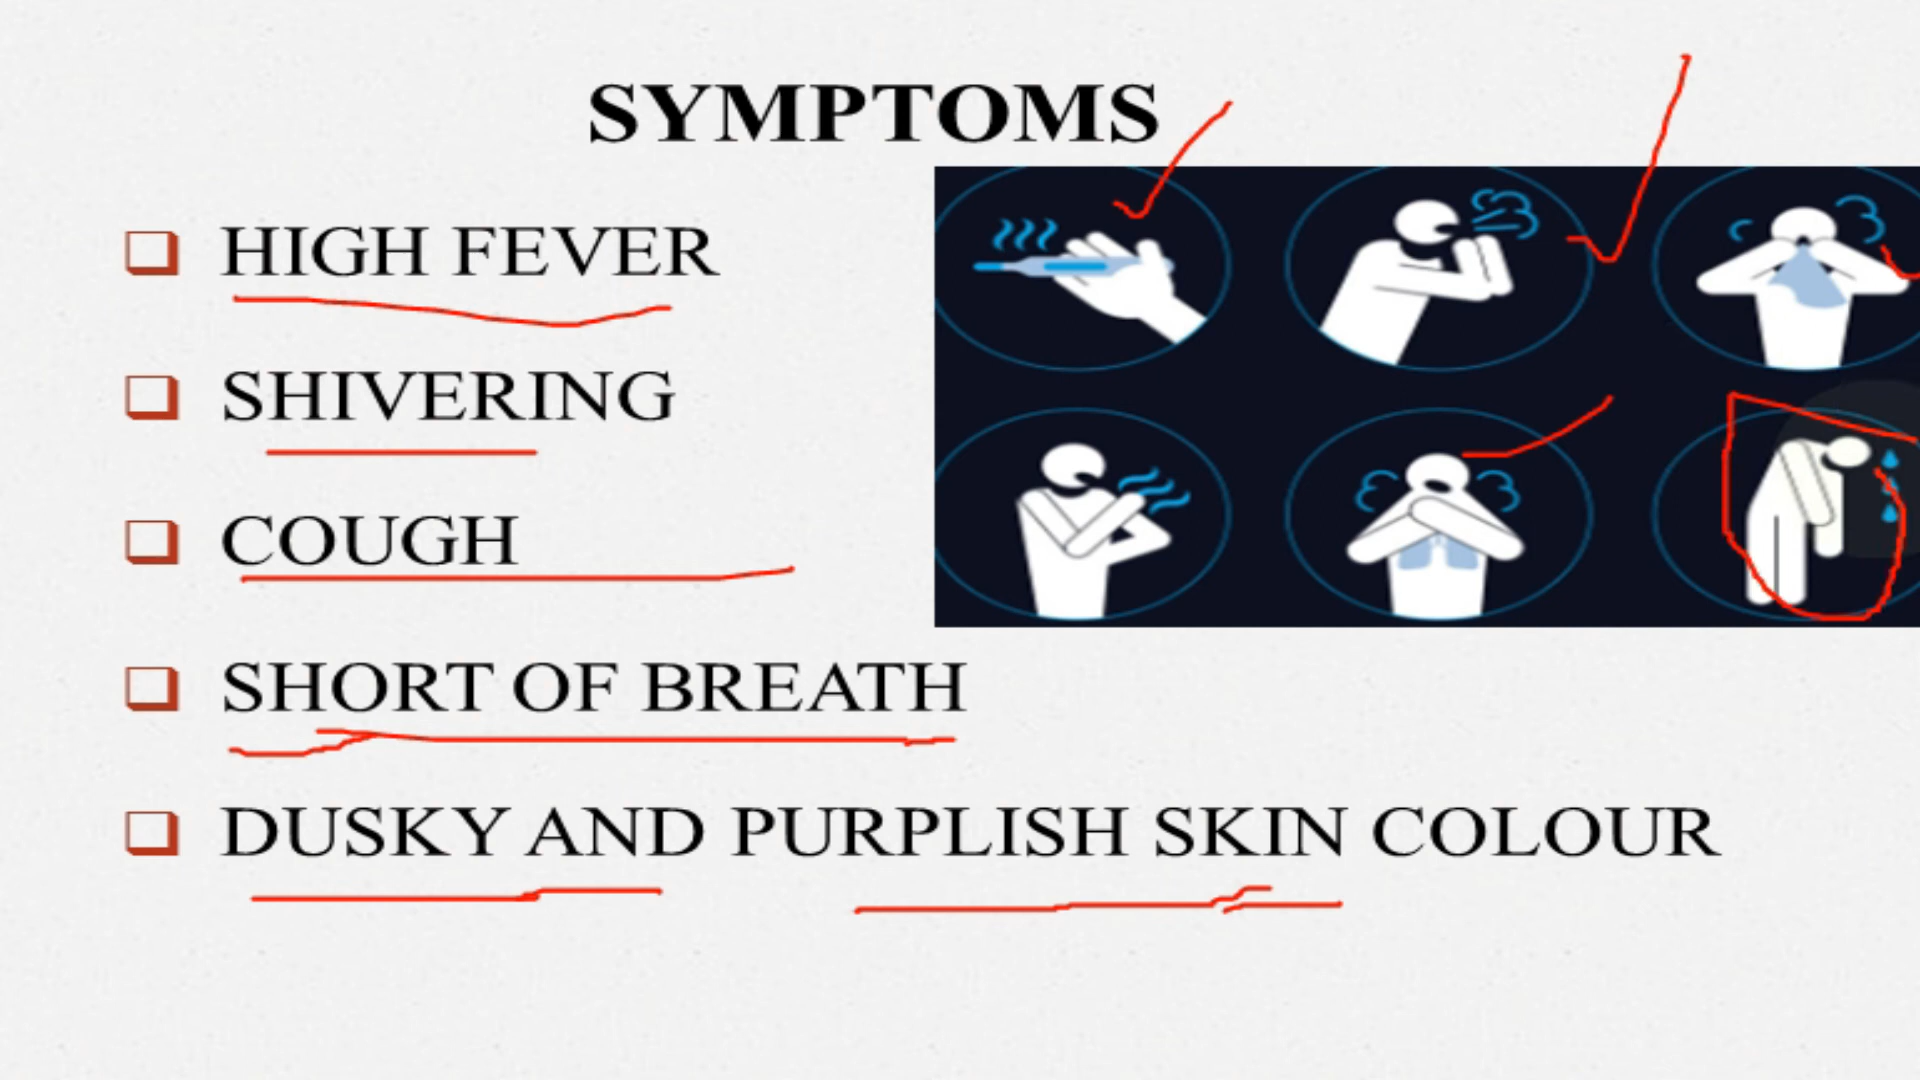 SYMPTOMS
HIGH FEVER
SHIVERING
COUGH
SHORT OF BREATH
DUSKY AND PURPLISH SKIN COLOUR